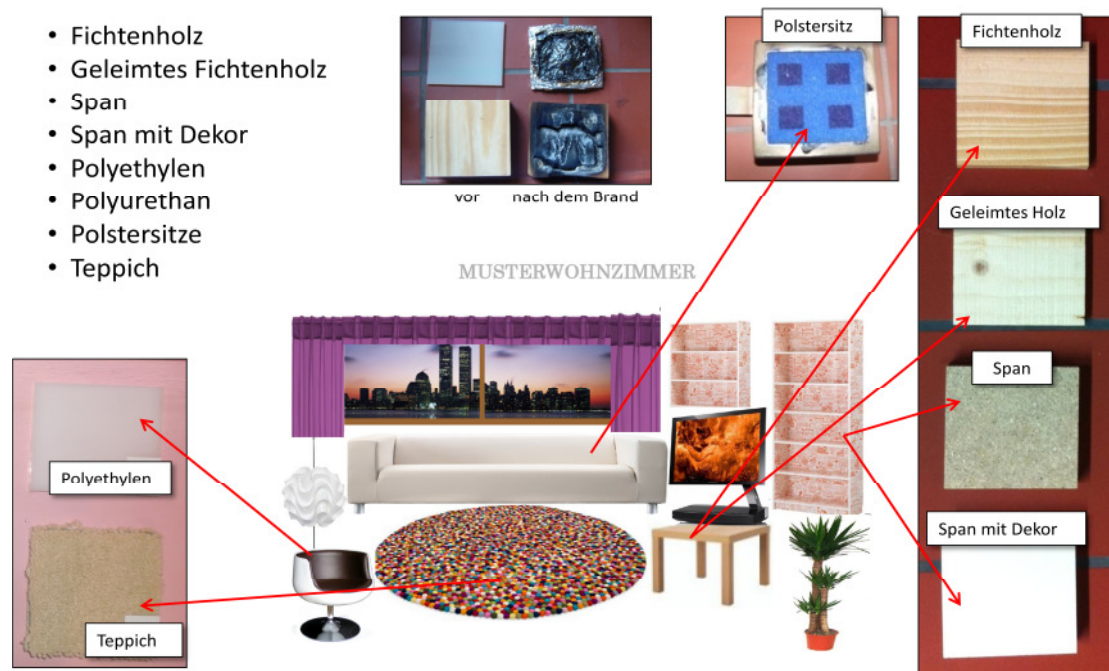 Fichtenholz
Geleimtes Fichtenholz
Span
Span mit Dekor
Polyethylen
Polyurethan
Polstersitze
Teppich
vor nach dem Brand
Polstersitz
Fichtenholz
Geleimtes Holz
Span
Span mit Dekor
MUSTERWOHNZIMMER
Polyethylen
Teppich